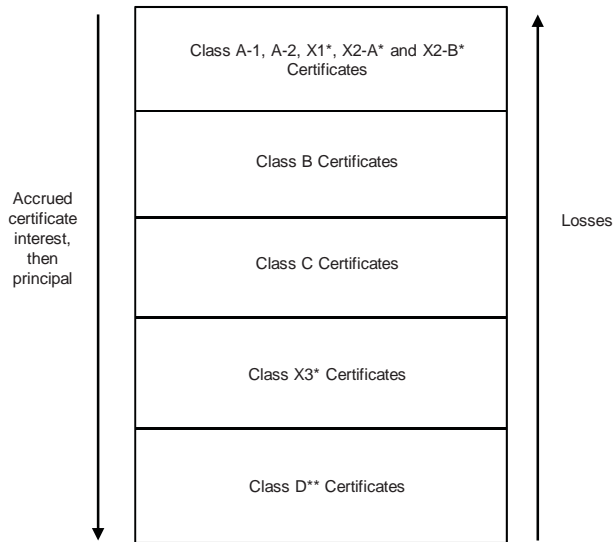 Class A-1, A-2, X1*, X2-A* and X2-B*
Certificates
Class B Certificates
Accrued
certificate
interest,
then
principal
Losses
Class C Certificates
Class X3* Certificates
Class D** Certificates